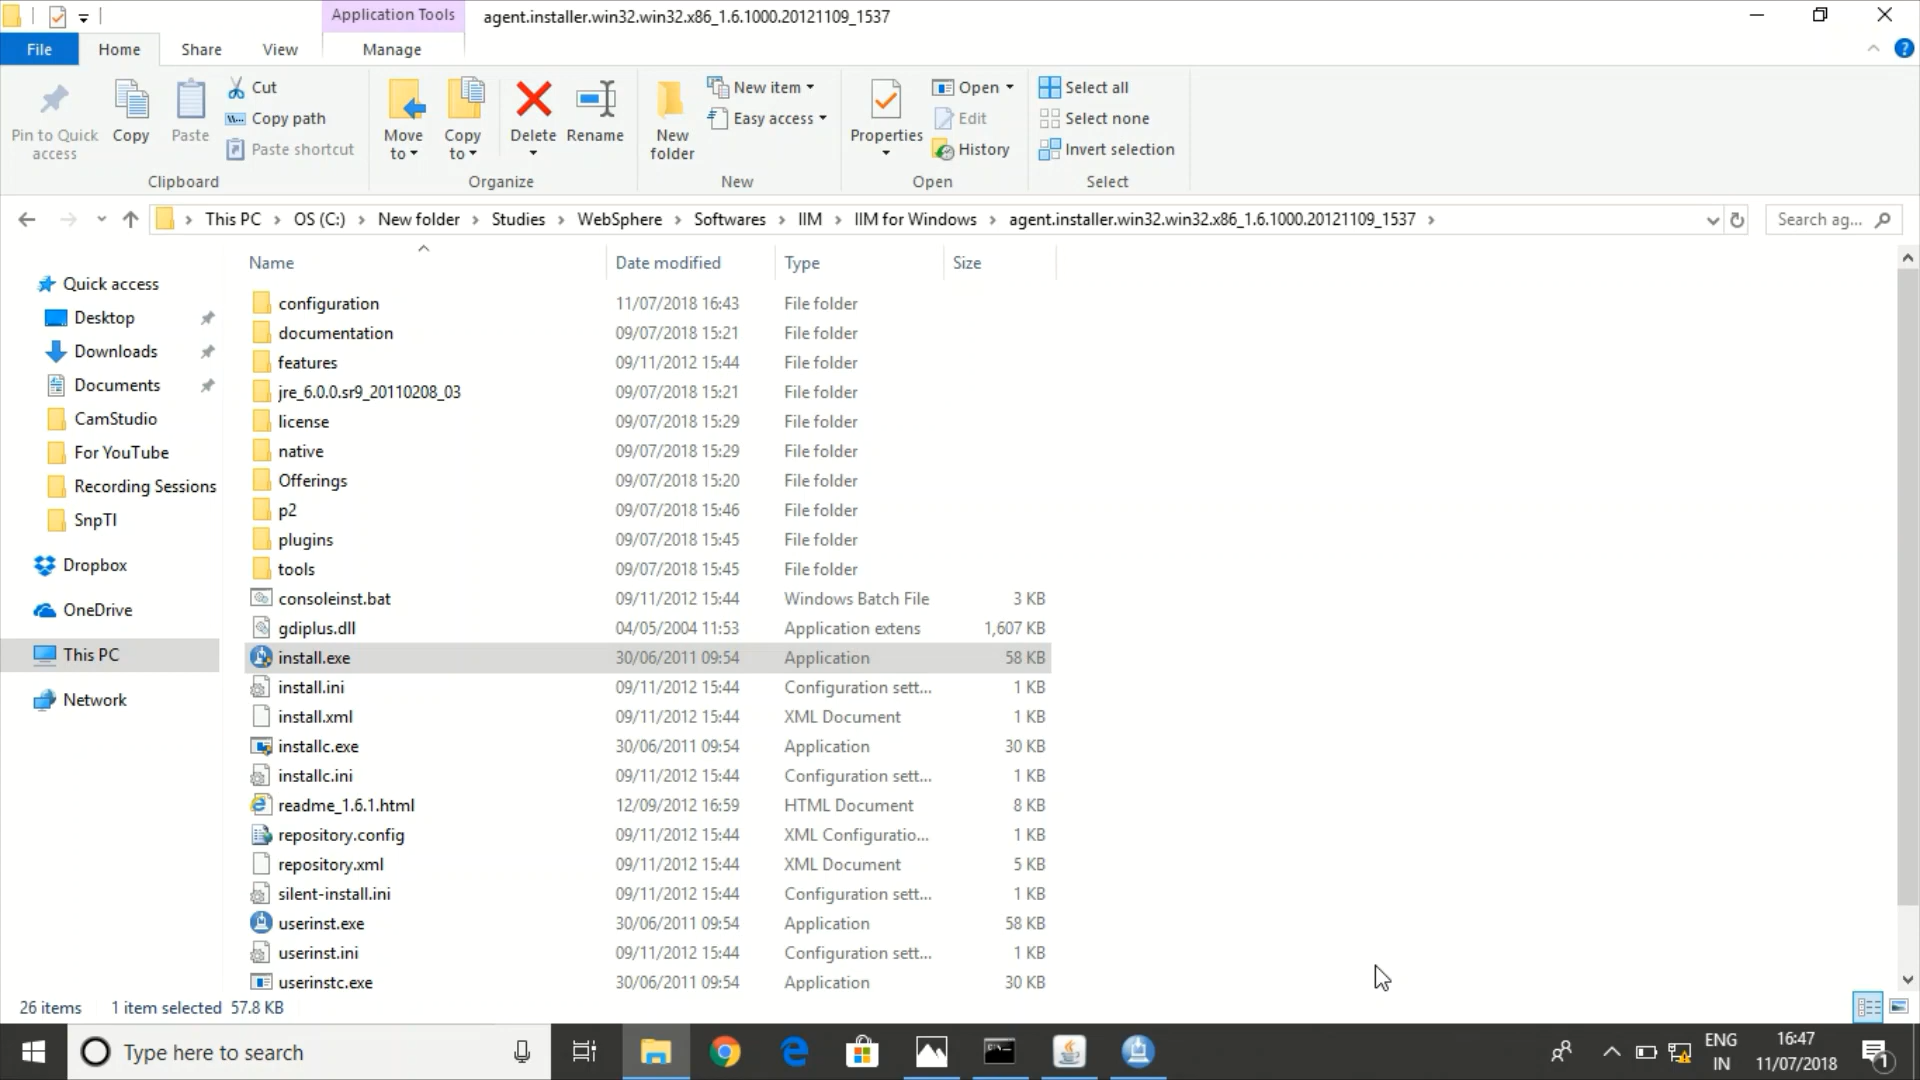 Application Tools
agent.installer.win32.win32.x86_1.6.1000.20121109_1537
File Home Share View Manage
Pin to Quick access
Copy
Paste
Cut
Copy path
Paste shortcut
Clipboard
Move to
Copy to
Delete
Rename
Organize
New folder
New item
Easy access
New
Properties
Open
Edit
History
Open
Select all
Select none
Invert selection
Select
This PC > OS (C:) > New folder > Studies > WebSphere > Softwares > IIM > IIM for Windows > agent.installer.win32.win32.x86_1.6.1000.20121109_1537 >
Search ag...
Quick access
Desktop
Downloads
Documents
CamStudio
For YouTube
Recording Sessions
SnpTI
Dropbox
OneDrive
This PC
Network
Name Date modified Type Size
configuration 11/07/2018 16:43 File folder
documentation 09/07/2018 15:21 File folder
features 09/11/2012 15:44 File folder
jre_6.0.0.sr9_20110208_03 09/07/2018 15:21 File folder
license 09/07/2018 15:29 File folder
native 09/07/2018 15:29 File folder
Offerings 09/07/2018 15:20 File folder
p2 09/07/2018 15:46 File folder
plugins 09/07/2018 15:45 File folder
tools 09/07/2018 15:45 File folder
consoleinst.bat 09/11/2012 15:44 Windows Batch File 3 KB
gdiplus.dll 04/05/2004 11:53 Application extens 1,607 KB
install.exe 30/06/2011 09:54 Application 58 KB
install.ini 09/11/2012 15:44 Configuration sett... 1 KB
install.xml 09/11/2012 15:44 XML Document 1 KB
installc.exe 30/06/2011 09:54 Application 30 KB
installc.ini 09/11/2012 15:44 Configuration sett... 1 KB
readme_1.6.1.html 12/09/2012 16:59 HTML Document 8 KB
repository.config 09/11/2012 15:44 XML Configuratio... 1 KB
repository.xml 09/11/2012 15:44 XML Document 5 KB
silent-install.ini 09/11/2012 15:44 Configuration sett... 1 KB
userinst.exe 30/06/2011 09:54 Application 58 KB
userinst.ini 09/11/2012 15:44 Configuration sett... 1 KB
userinstc.exe 30/06/2011 09:54 Application 30 KB
26 items 1 item selected 57.8 KB
Type here to search
ENG
IN
16:47
11/07/2018
1